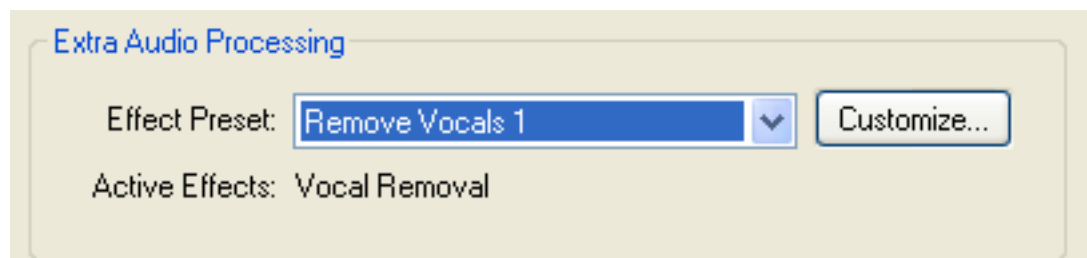 Extra Audio Processing
Effect Preset: Remove Vocals 1 Customize...
Active Effects: Vocal Removal